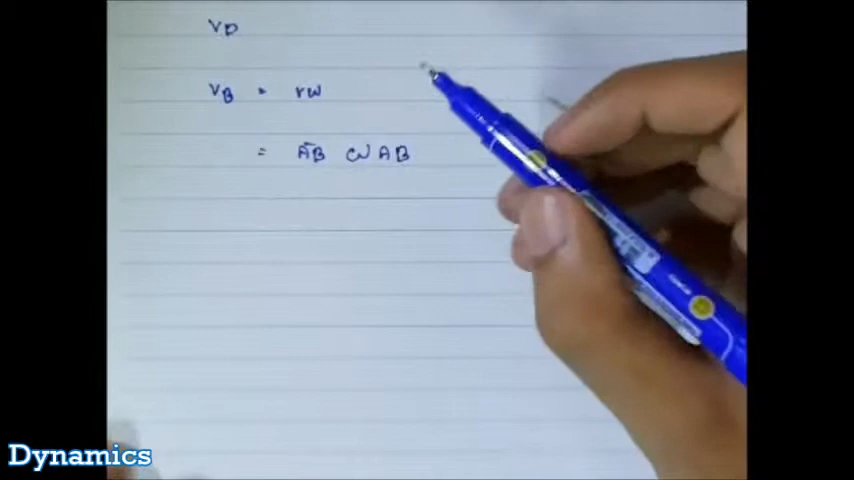 VD
VB = rω
= AB ωAB
Dynamics